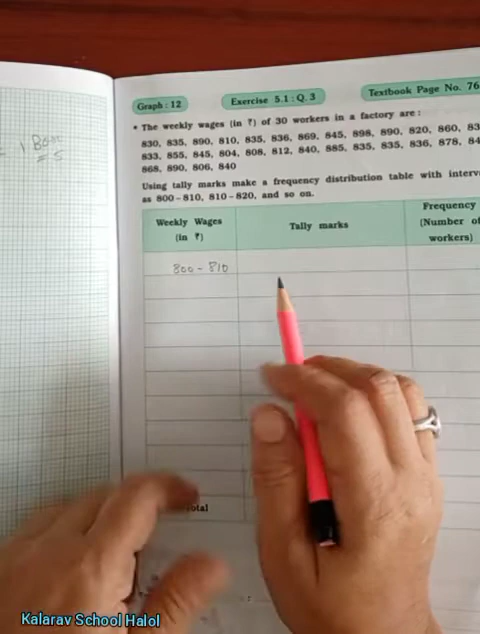 Graph : 12
Exercise 5.1 : Q. 3
Textbook Page No. 76
• The weekly wages (in ₹) of 30 workers in a factory are :
830, 835, 890, 810, 835, 836, 869, 845, 898, 890, 820, 860, 83
833, 855, 845, 804, 808, 812, 840, 885, 835, 835, 836, 878, 84
868, 890, 806, 840
Using tally marks make a frequency distribution table with interv
as 800-810, 810-820, and so on.
Weekly Wages
(in ₹)
Tally marks
Frequency
(Number of
workers)
800 - 810
otal
Kalarav School Halol